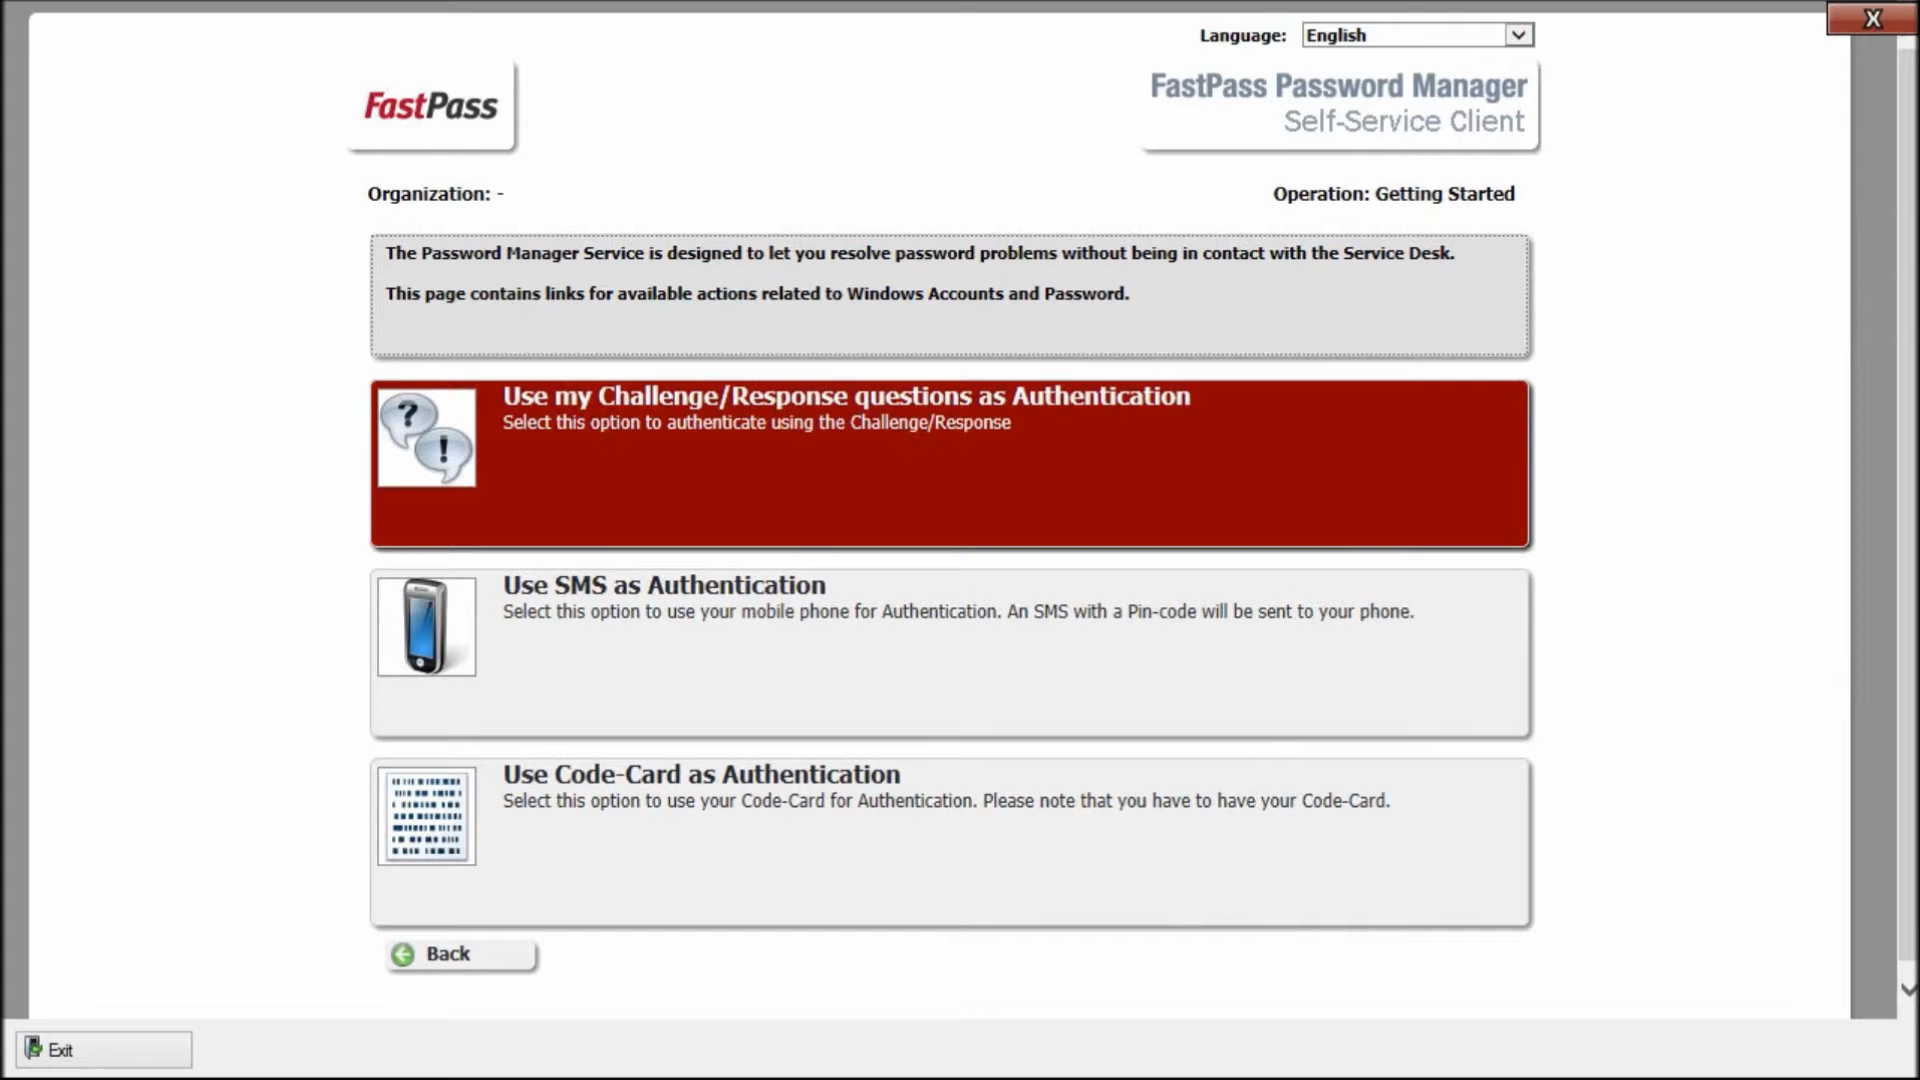 Language: English
X
FastPass
FastPass Password Manager
Self-Service Client
Organization: -
Operation: Getting Started
The Password Manager Service is designed to let you resolve password problems without being in contact with the Service Desk.
This page contains links for available actions related to Windows Accounts and Password.
Use my Challenge/Response questions as Authentication
Select this option to authenticate using the Challenge/Response
Use SMS as Authentication
Select this option to use your mobile phone for Authentication. An SMS with a Pin-code will be sent to your phone.
Use Code-Card as Authentication
Select this option to use your Code-Card for Authentication. Please note that you have to have your Code-Card.
Back
Exit